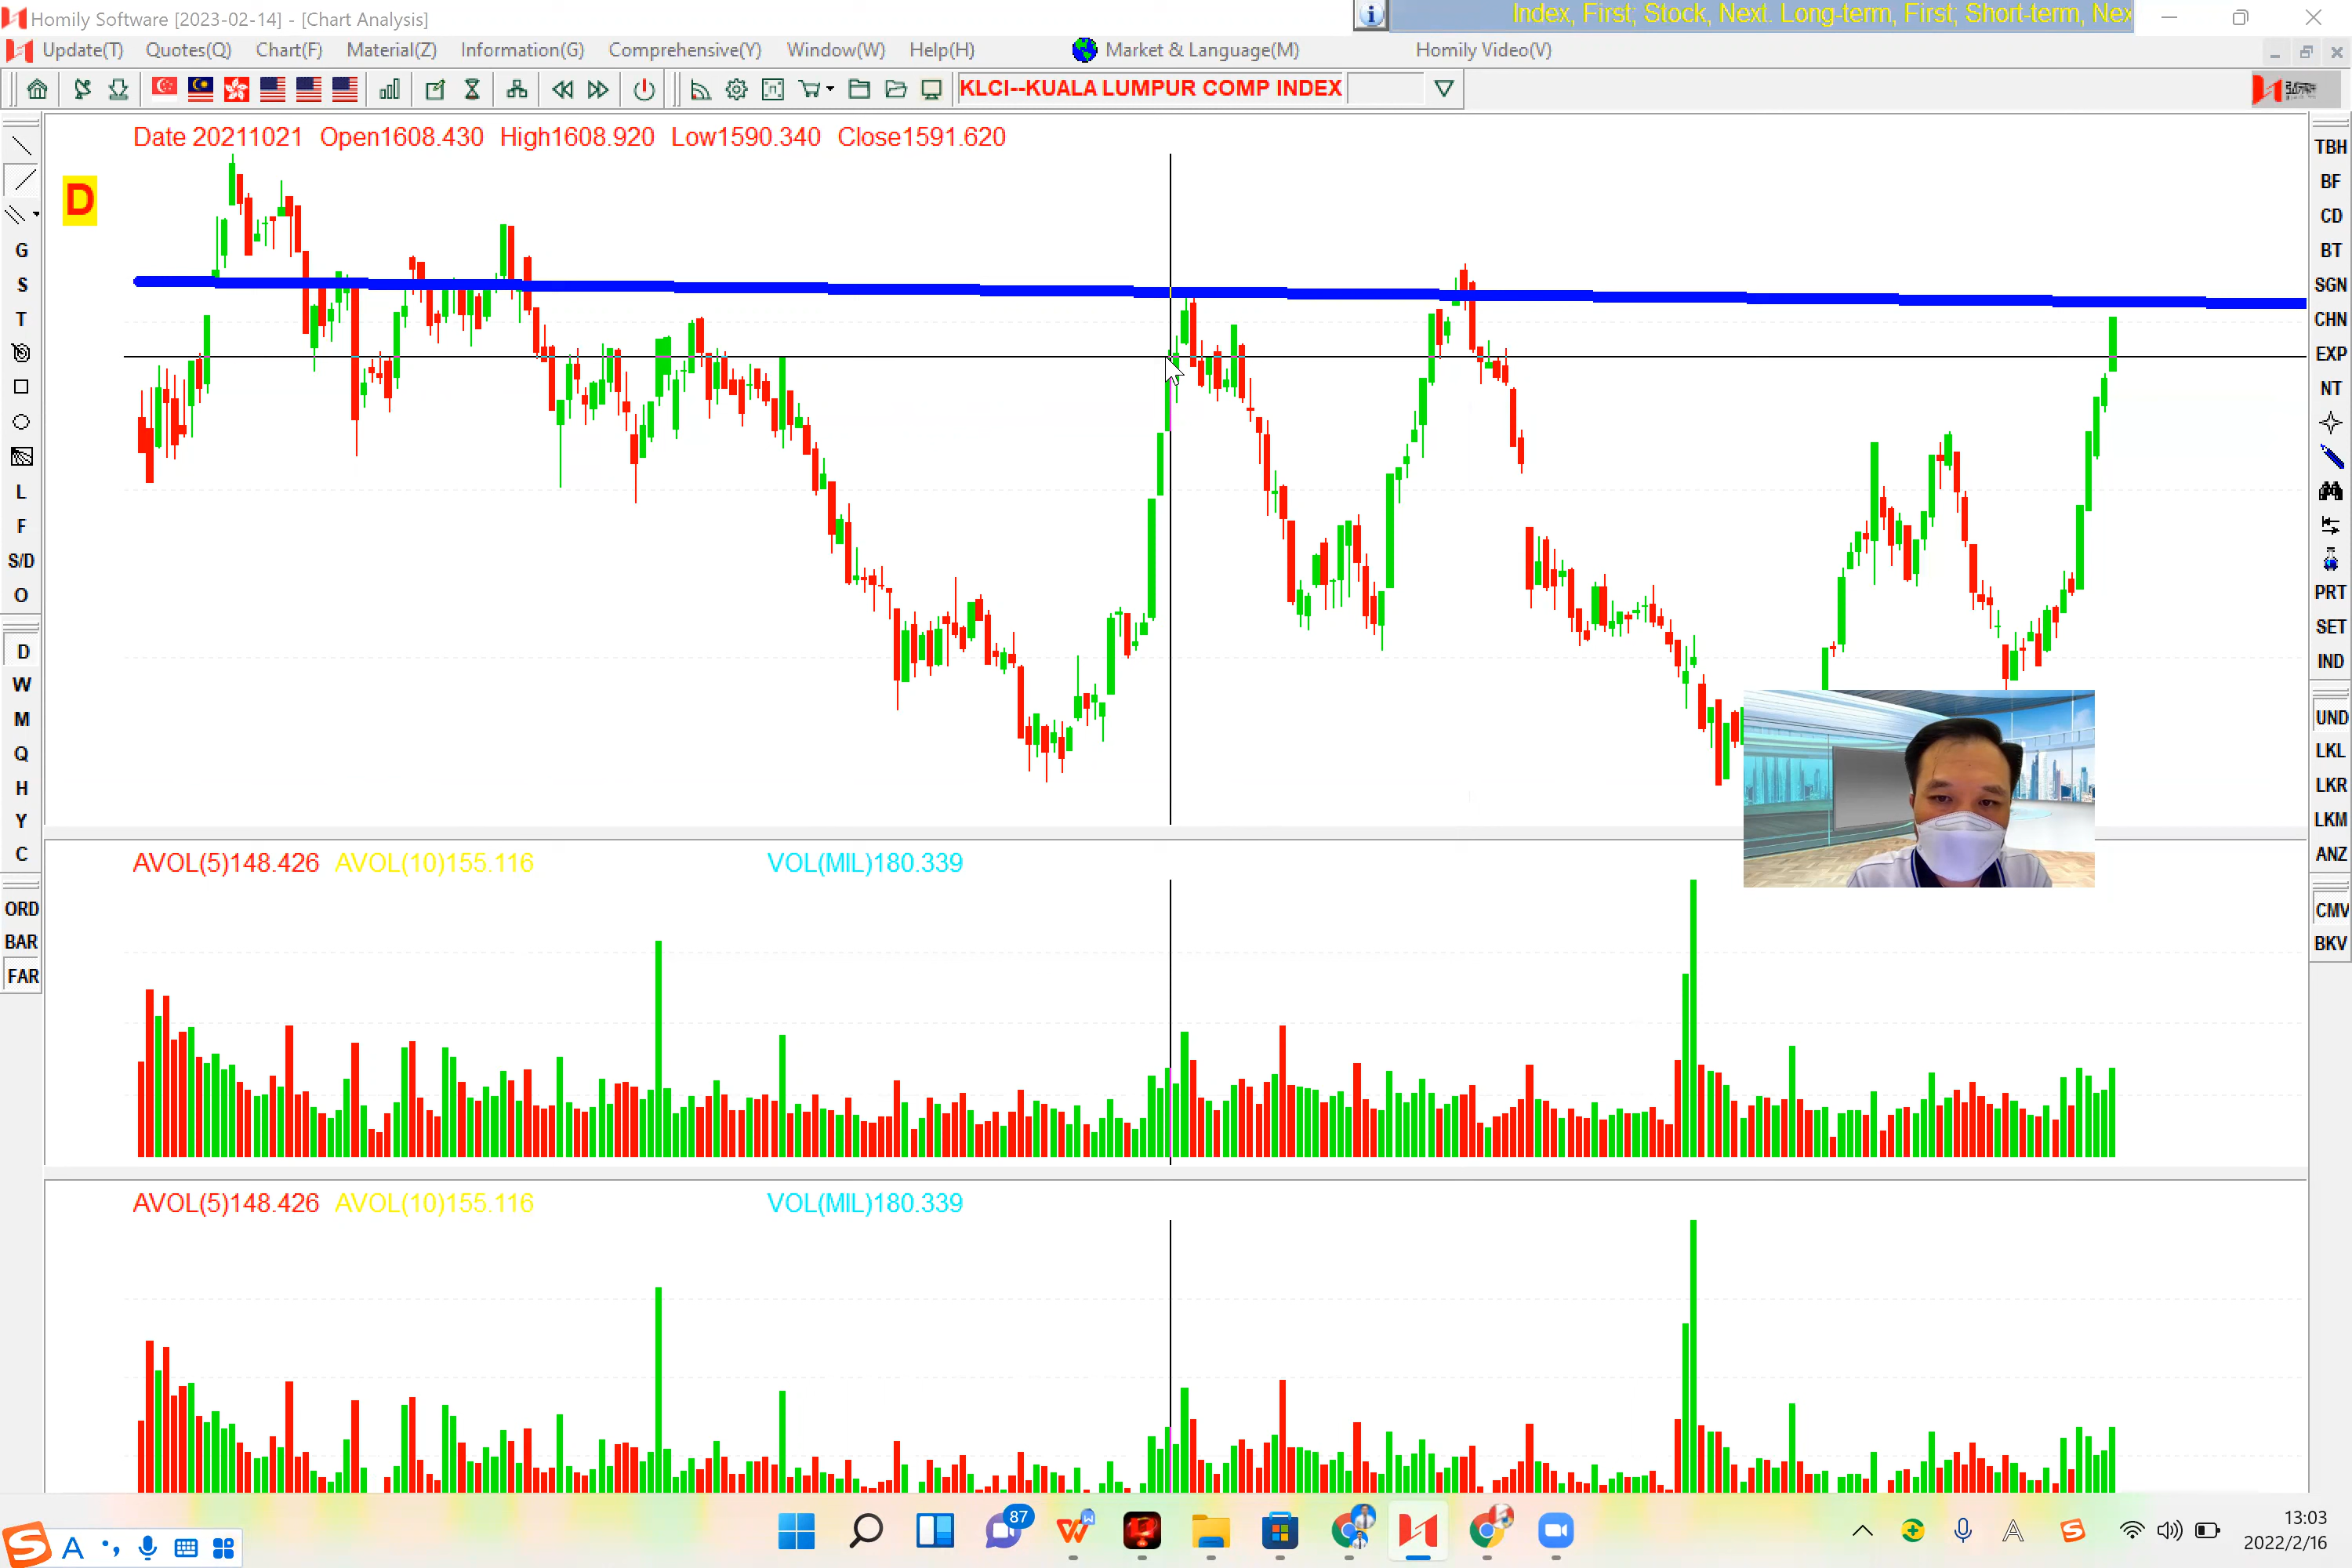 Homily Software [2023-02-14] - [Chart Analysis]
Index, First; Stock, Next. Long-term, First; Short-term, Nex
Update(T) Quotes(Q) Chart(F) Material(Z) Information(G) Comprehensive(Y) Window(W) Help(H) Market & Language(M) Homily Video(V)
KLCI--KUALA LUMPUR COMP INDEX
Date 20211021 Open1608.430 High1608.920 Low1590.340 Close1591.620
D
G
S
T
L
F
S/D
O
D
W
M
Q
H
Y
C
ORD
BAR
FAR
TBH
BF
CD
BT
SGN
CHN
EXP
NT
PRT
SET
IND
UND
LKL
LKR
LKM
ANZ
CMV
BKV
AVOL(5)148.426 AVOL(10)155.116 VOL(MIL)180.339
AVOL(5)148.426 AVOL(10)155.116 VOL(MIL)180.339
87
13:03
2022/2/16